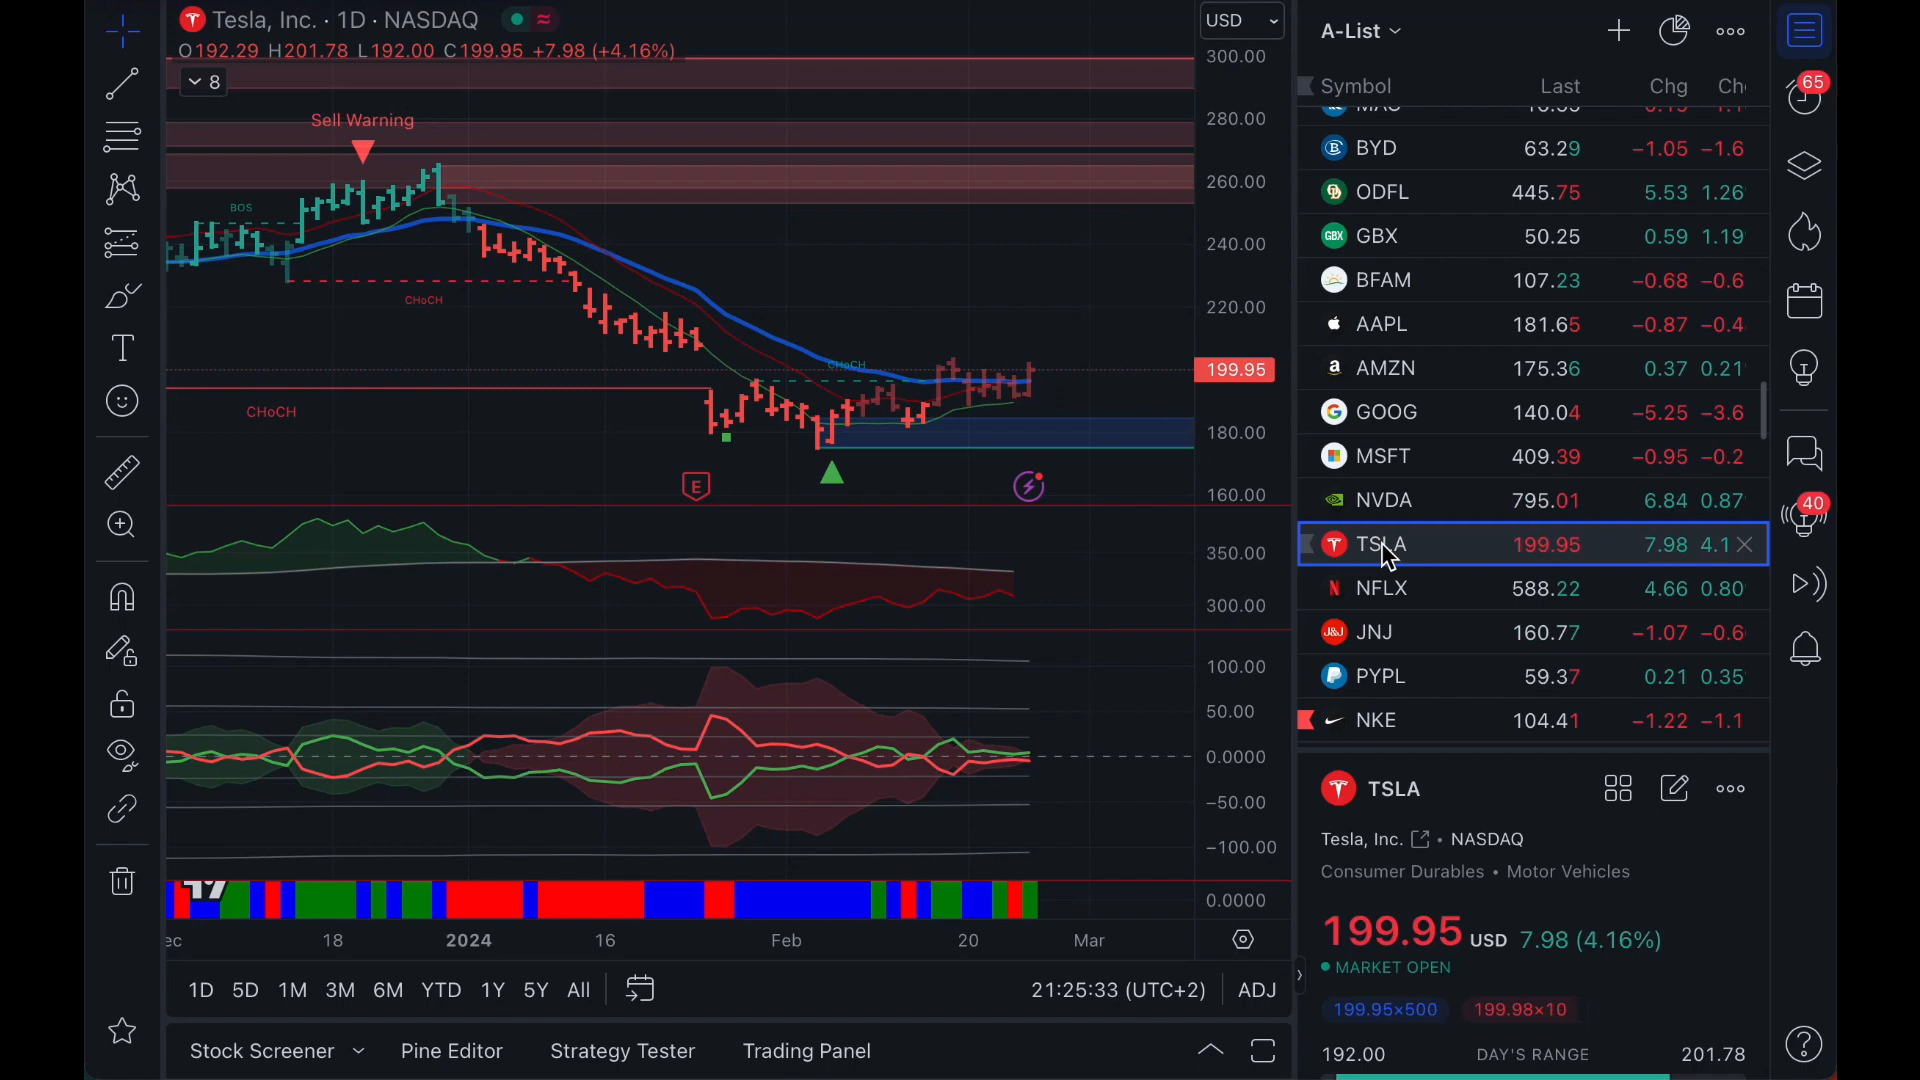 Tesla, Inc. · 1D · NASDAQ
O192.29 H201.78 L192.00 C199.95 +7.98 (+4.16%)
8
Sell Warning
BOS
CHoCH
CHoCH
CHoCH
E
USD
300.00
280.00
260.00
240.00
220.00
199.95
180.00
160.00
350.00
300.00
100.00
50.00
0.0000
−50.00
−100.00
0.0000
18
2024
16
Feb
20
Mar
1D 5D 1M 3M 6M YTD 1Y 5Y All
21:25:33 (UTC+2) ADJ
Stock Screener Pine Editor Strategy Tester Trading Panel
A-List
Symbol Last Chg
BYD 63.29 −1.05 −1.6
ODFL 445.75 5.53 1.26
GBX GBX 50.25 0.59 1.19
BFAM 107.23 −0.68 −0.6
AAPL 181.65 −0.87 −0.4
AMZN 175.36 0.37 0.21
GOOG 140.04 −5.25 −3.6
MSFT 409.39 −0.95 −0.2
NVDA 795.01 6.84 0.87
TSLA 199.95 7.98 4.1
NFLX 588.22 4.66 0.80
J&J JNJ 160.77 −1.07 −0.6
PYPL 59.37 0.21 0.35
NKE 104.41 −1.22 −1.1
TSLA
Tesla, Inc. • NASDAQ
Consumer Durables • Motor Vehicles
199.95 USD 7.98 (4.16%)
MARKET OPEN
199.95×500 199.98×10
192.00 DAY'S RANGE 201.78
65
40